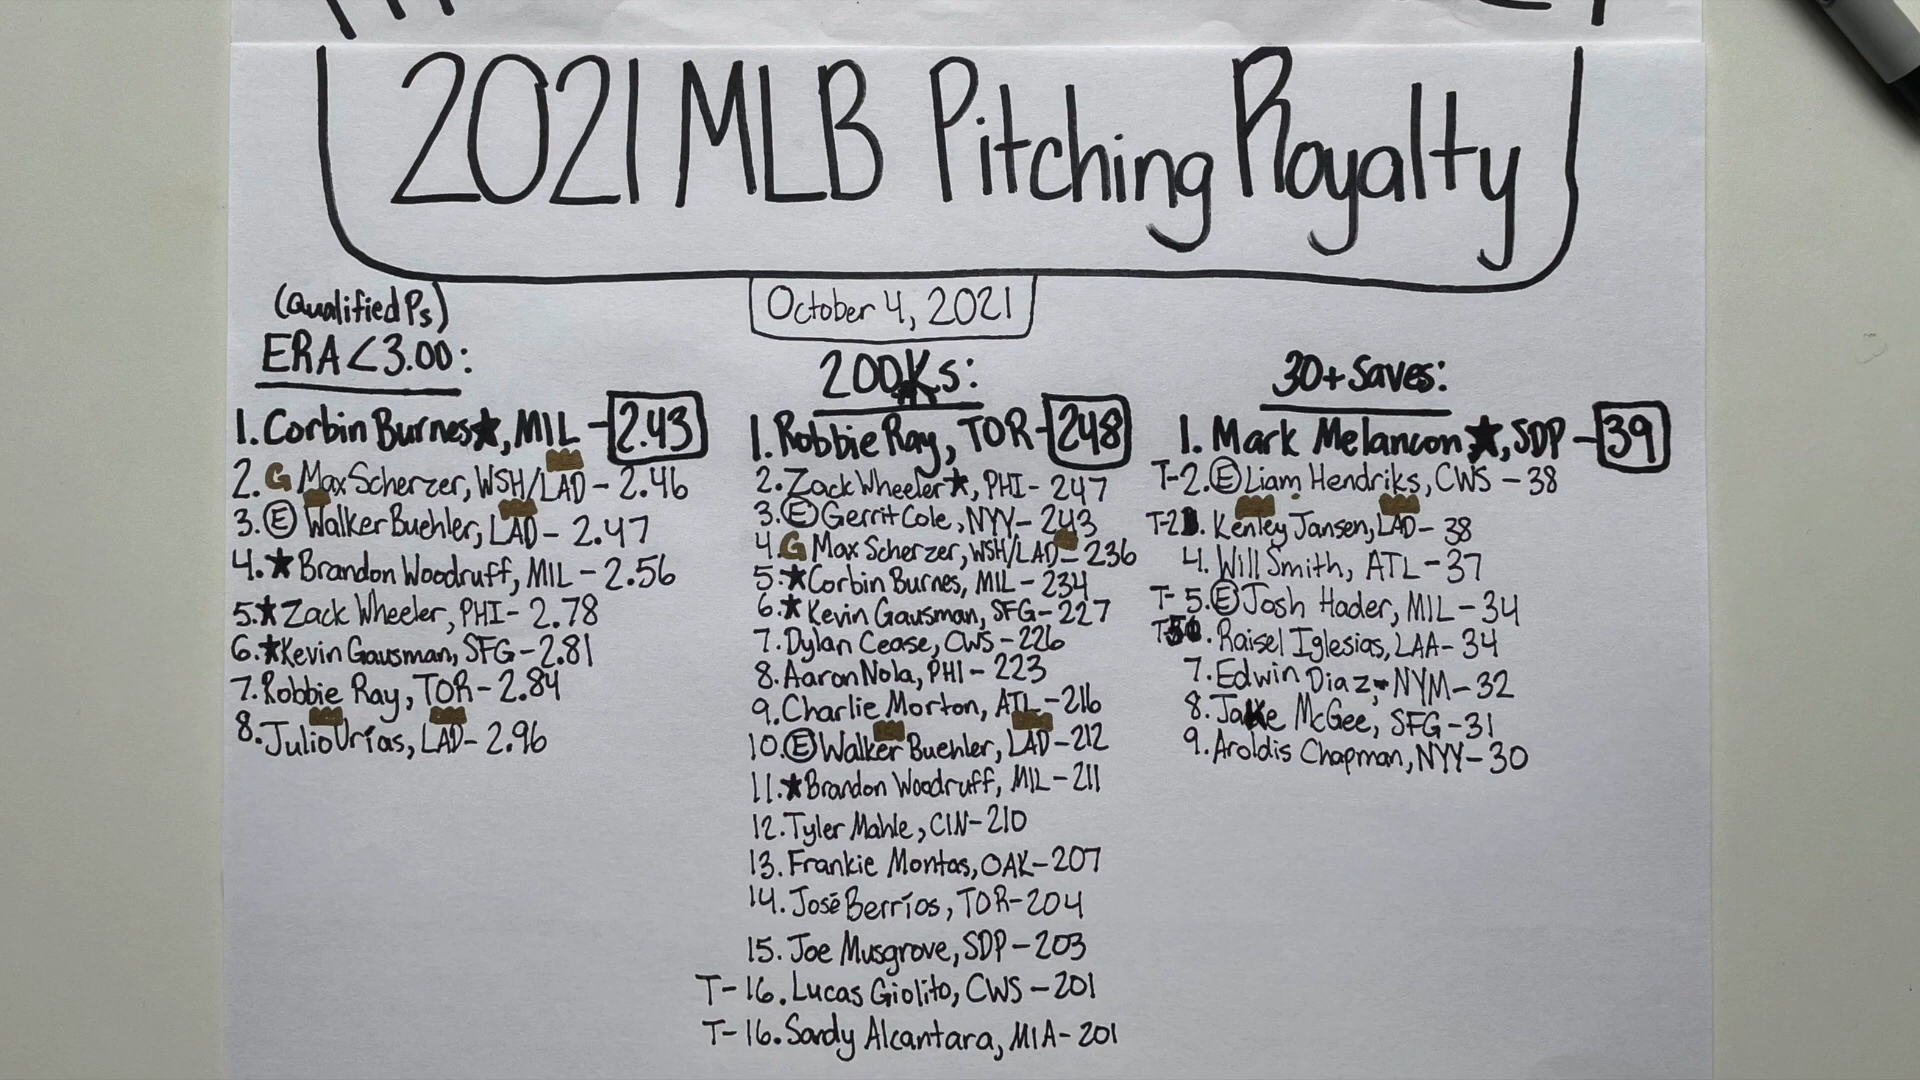 2021 MLB Pitching Royalty
October 4, 2021
(Qualified Ps)
ERA<3.00:
1. Corbin Burnes★, MIL - 2.43
2. G Max Scherzer, WSH/LAD - 2.46
3. Ⓔ Walker Buehler, LAD - 2.47
4. ★Brandon Woodruff, MIL - 2.56
5. ★Zack Wheeler, PHI - 2.78
6. ★Kevin Gausman, SFG - 2.81
7. Robbie Ray, TOR - 2.84
8. Julio Urías, LAD - 2.96
200Ks:
1. Robbie Ray, TOR - 248
2. Zack Wheeler★, PHI - 247
3. Ⓔ Gerrit Cole, NYY - 243
4. G Max Scherzer, WSH/LAD - 236
5. ★Corbin Burnes, MIL - 234
6. ★Kevin Gausman, SFG - 227
7. Dylan Cease, CWS - 226
8. Aaron Nola, PHI - 223
9. Charlie Morton, ATL - 216
10. Ⓔ Walker Buehler, LAD - 212
11. ★Brandon Woodruff, MIL - 211
12. Tyler Mahle, CIN - 210
13. Frankie Montas, OAK - 207
14. José Berríos, TOR - 204
15. Joe Musgrove, SDP - 203
T-16. Lucas Giolito, CWS - 201
T-16. Sandy Alcantara, MIA - 201
30+ Saves:
1. Mark Melancon★, SDP - 39
T-2. Ⓔ Liam Hendriks, CWS - 38
T-2. Kenley Jansen, LAD - 38
4. Will Smith, ATL - 37
T-5. Ⓔ Josh Hader, MIL - 34
T-5. Raisel Iglesias, LAA - 34
7. Edwin Diaz, NYM - 32
8. Jake McGee, SFG - 31
9. Aroldis Chapman, NYY - 30